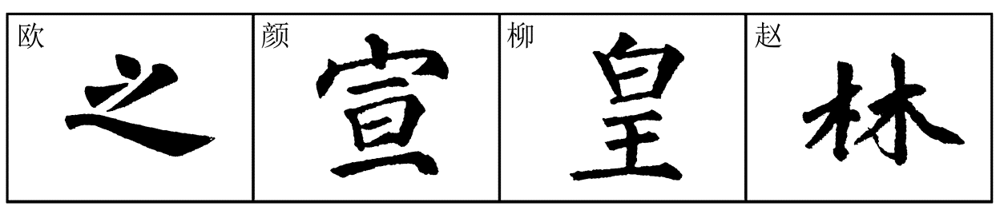 欧 颜 柳 赵
之 宣 皇 林